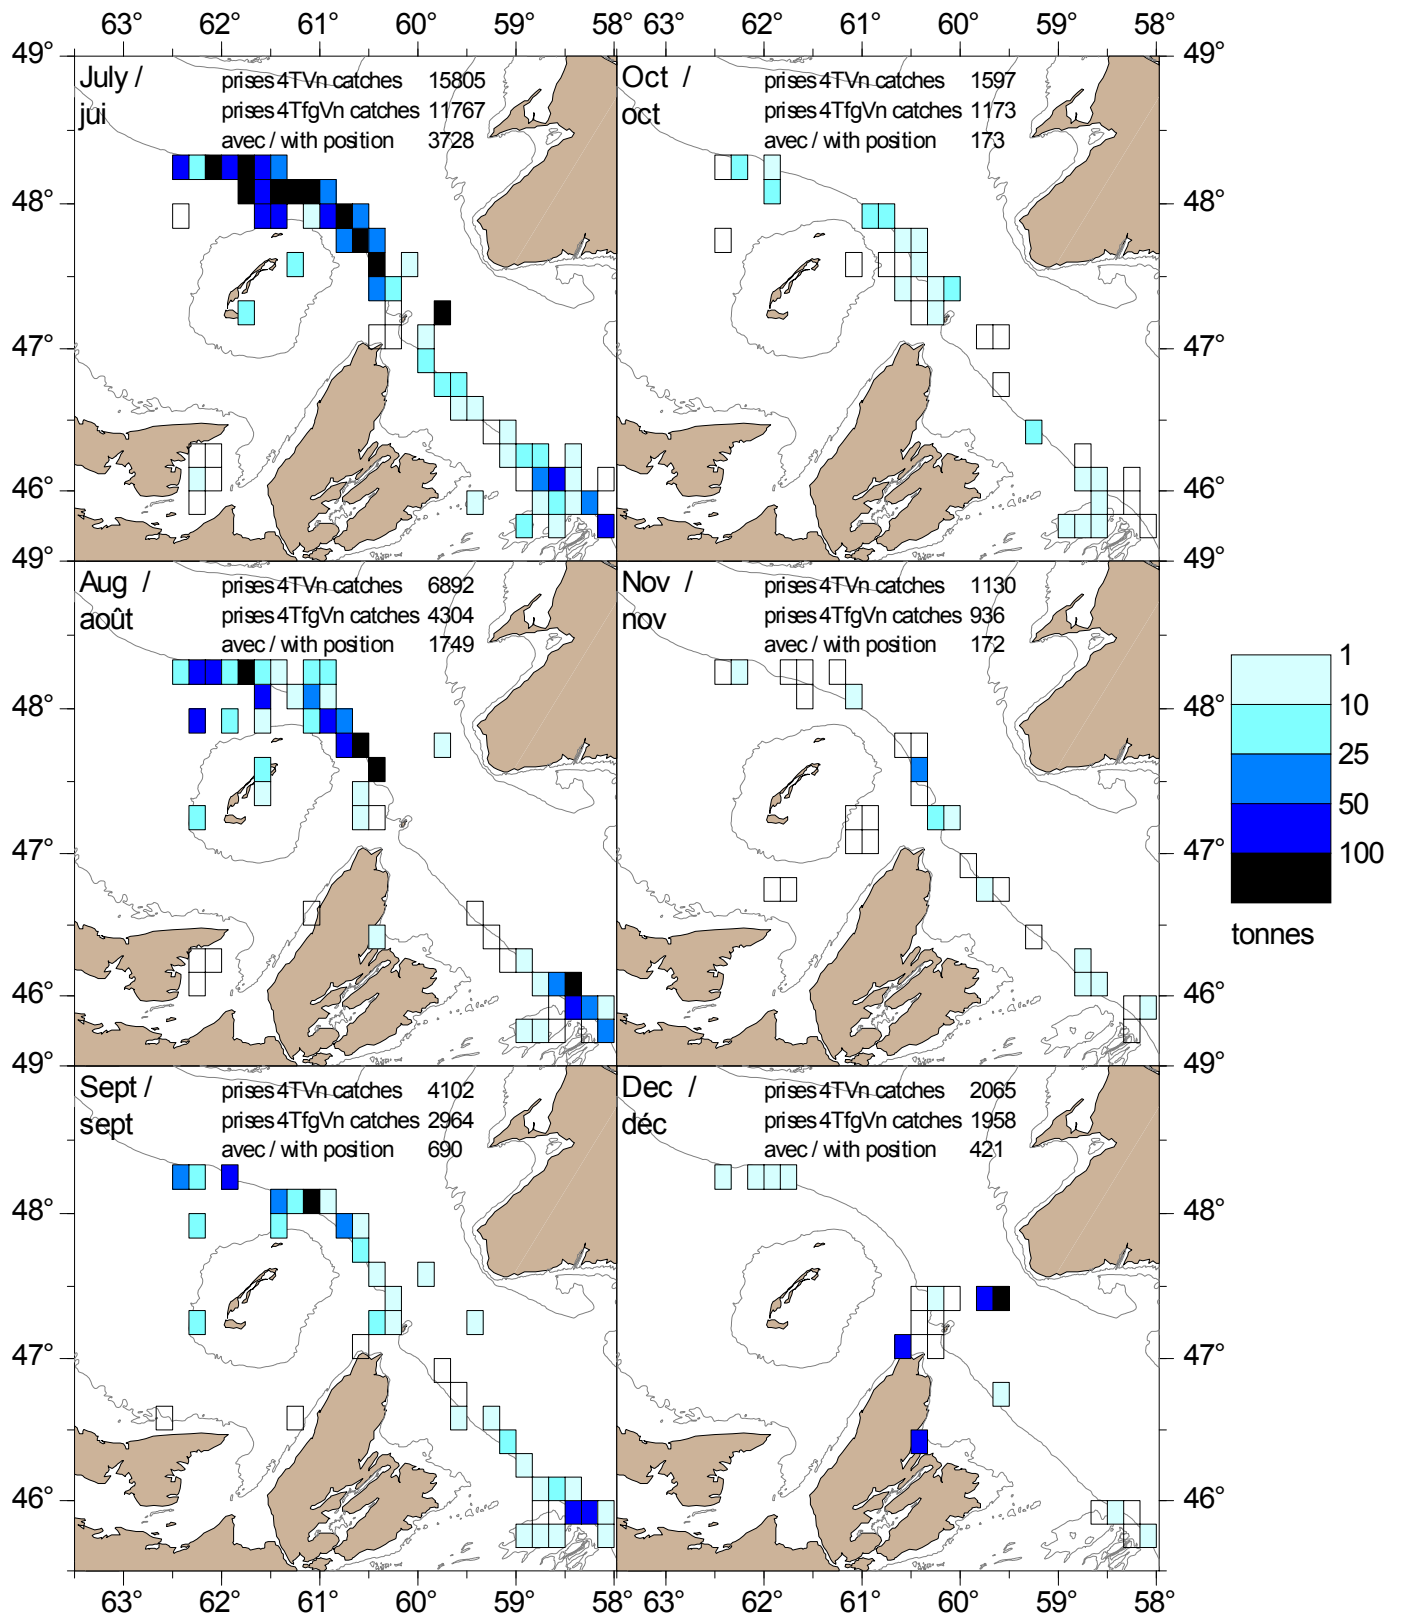 63° 62° 61° 60° 59° 58°
63° 62° 61° 60° 59° 58°
49°
49°
July /
jui
prises 4TVn catches 15805
prises 4TfgVn catches 11767
avec / with position 3728
Oct /
oct
prises 4TVn catches 1597
prises 4TfgVn catches 1173
avec / with position 173
48°
48°
47°
47°
46°
46°
49°
49°
Aug /
août
prises 4TVn catches 6892
prises 4TfgVn catches 4304
avec / with position 1749
Nov /
nov
prises 4TVn catches 1130
prises 4TfgVn catches 936
avec / with position 172
48°
48°
47°
47°
46°
46°
49°
49°
1
10
25
50
100
tonnes
Sept /
sept
prises 4TVn catches 4102
prises 4TfgVn catches 2964
avec / with position 690
Dec /
déc
prises 4TVn catches 2065
prises 4TfgVn catches 1958
avec / with position 421
48°
48°
47°
47°
46°
46°
63° 62° 61° 60° 59° 58°
63° 62° 61° 60° 59° 58°